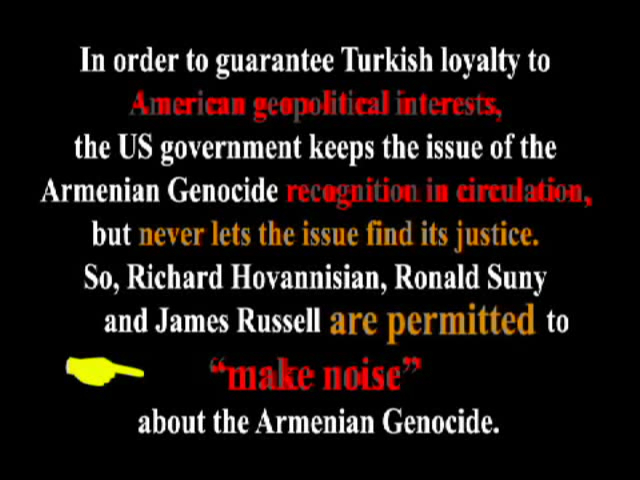 In order to guarantee Turkish loyalty to
American geopolitical interests,
the US government keeps the issue of the
Armenian Genocide recognition in circulation,
but never lets the issue find its justice.
So, Richard Hovannisian, Ronald Suny
and James Russell are permitted to
“make noise”
about the Armenian Genocide.